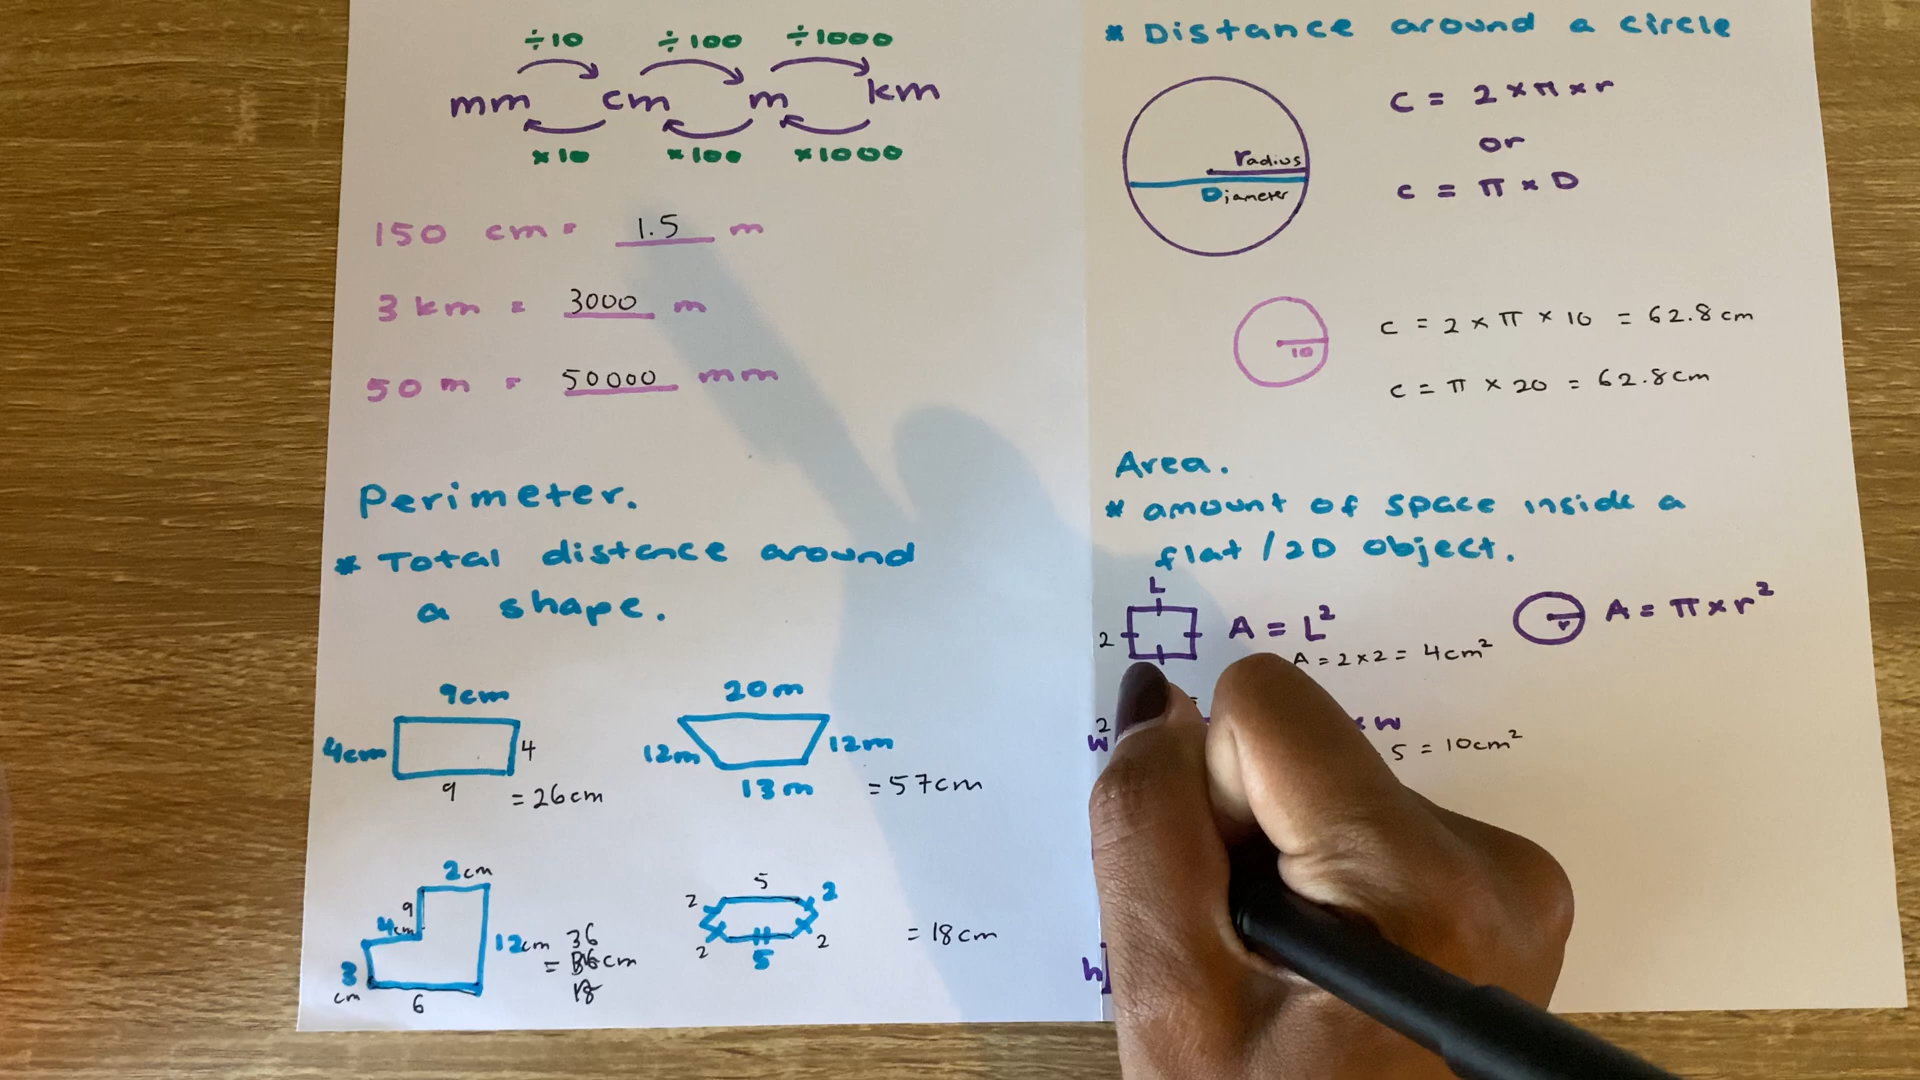 ÷10 ÷100 ÷1000
mm cm m km
×10 ×100 ×1000
150 cm = 1.5 m
3 km = 3000 m
50 m = 50000 mm
Perimeter.
* Total distance around
a shape.
9cm
4cm 4
9
= 26cm
20m
12m 12m
13m
= 57cm
2cm
9
4cm
12cm
3
cm
6
36
= cm
5
2 2
2 2
5
= 18cm
* Distance around a circle
radius
Diameter
C = 2 × π × r
or
C = π × D
10
C = 2 × π × 10 = 62.8cm
C = π × 20 = 62.8cm
Area.
* amount of space inside a
flat / 2D object.
L
2
A = L²
A = 2 × 2 = 4cm²
r
A = π × r²
2
W
× W
5 = 10cm²
h